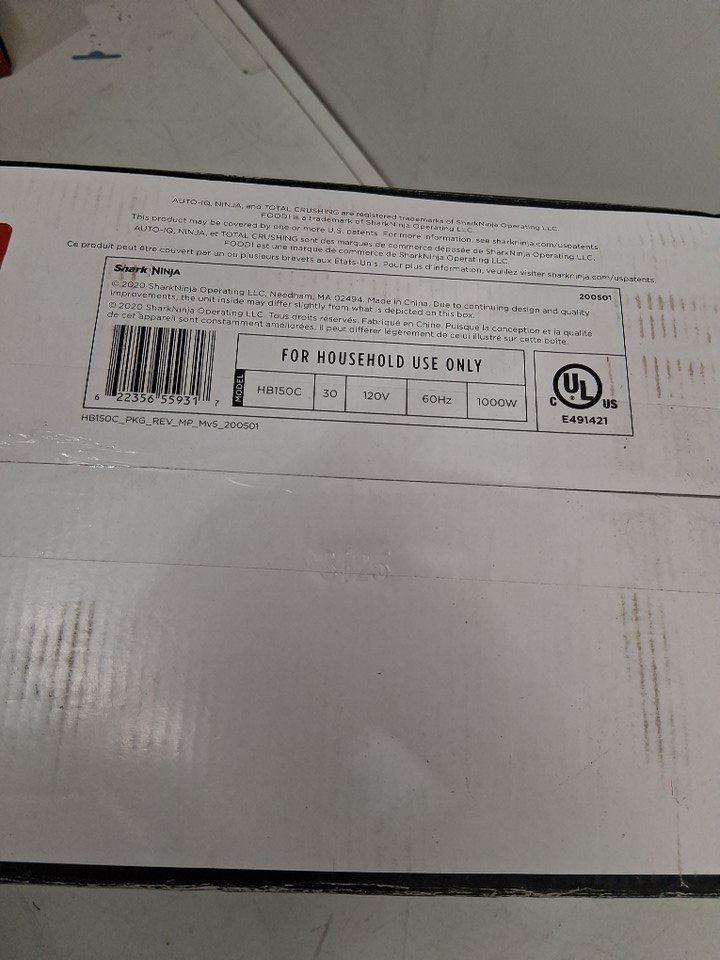 AUTO-IQ, NINJA, and TOTAL CRUSHING are registered trademarks of SharkNinja Operating LLC.
FOODI is a trademark of SharkNinja Operating LLC.
This product may be covered by one or more U.S. patents. For more information, see sharkninja.com/uspatents
AUTO-IQ, NINJA, et TOTAL CRUSHING sont des marques de commerce déposée de SharkNinja Operating LLC.
FOODI est une marque de commerce de SharkNinja Operating LLC.
Ce produit peut être couvert par un ou plusieurs brevets aux États-Unis. Pour plus d'information, veuillez visiter sharkninja.com/uspatents.
Shark NINJA
© 2020 SharkNinja Operating LLC, Needham, MA 02494. Made in China. Due to continuing design and quality
improvements, the unit inside may differ slightly from what is depicted on this box.
200501
© 2020 SharkNinja Operating LLC. Tous droits réservés. Fabriqué en Chine. Puisque la conception et la qualité
de cet appareil sont constamment améliorées, il peut différer légèrement de celui illustré sur cette boîte.
6 22356 55931 7
FOR HOUSEHOLD USE ONLY
MODEL HB150C 30 120V 60Hz 1000W
C UL ® US
E491421
HB150C_PKG_REV_MP_Mv5_200501